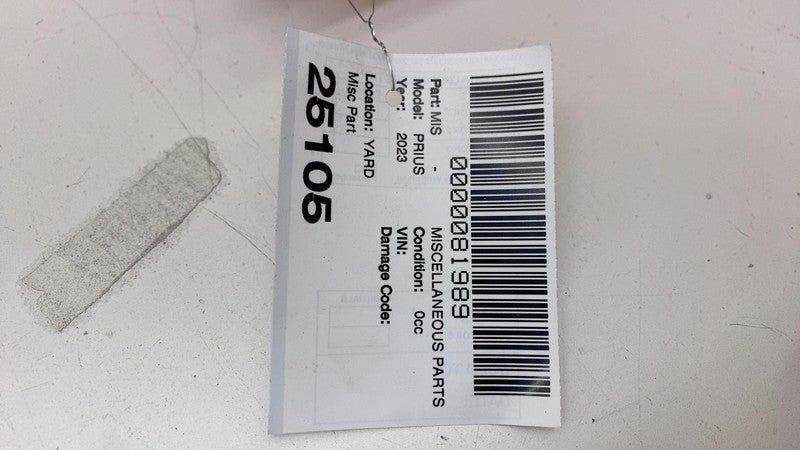 0000081989
Part: MIS - MISCELLANEOUS PARTS
Model: PRIUS Condition: 0cc
Year: 2023 VIN:
Damage Code:
Location: YARD
Misc Part
25105